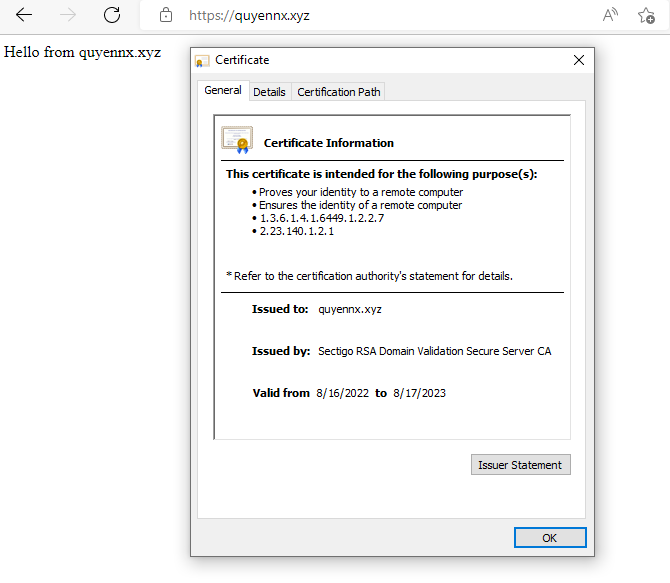 https://quyennx.xyz
Hello from quyennx.xyz
Certificate
General Details Certification Path
Certificate Information
This certificate is intended for the following purpose(s):
• Proves your identity to a remote computer
• Ensures the identity of a remote computer
• 1.3.6.1.4.1.6449.1.2.2.7
• 2.23.140.1.2.1
* Refer to the certification authority's statement for details.
Issued to: quyennx.xyz
Issued by: Sectigo RSA Domain Validation Secure Server CA
Valid from 8/16/2022 to 8/17/2023
Issuer Statement
OK